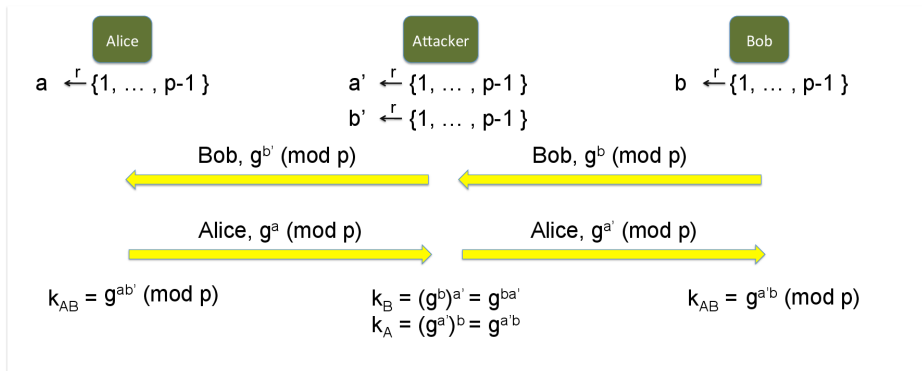 Alice Attacker Bob
a ←r {1, … , p-1 } a’ ←r {1, … , p-1 } b ←r {1, … , p-1 }
b’ ←r {1, … , p-1 }
Bob, g^b’ (mod p) Bob, g^b (mod p)
Alice, g^a (mod p) Alice, g^a’ (mod p)
k_AB = g^ab’ (mod p) k_B = (g^b)^a’ = g^ba’ k_AB = g^a’b (mod p)
k_A = (g^a’)^b = g^a’b